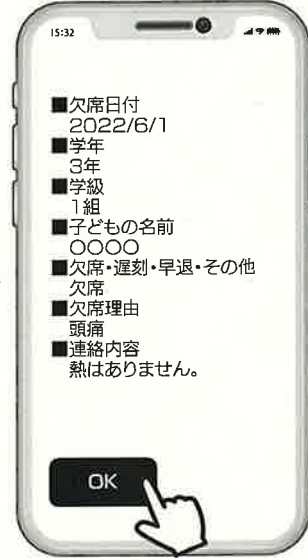 15:32
■欠席日付
2022/6/1
■学年
3年
■学級
1組
■子どもの名前
○○○○
■欠席・遅刻・早退・その他
欠席
■欠席理由
頭痛
■連絡内容
熱はありません。
OK